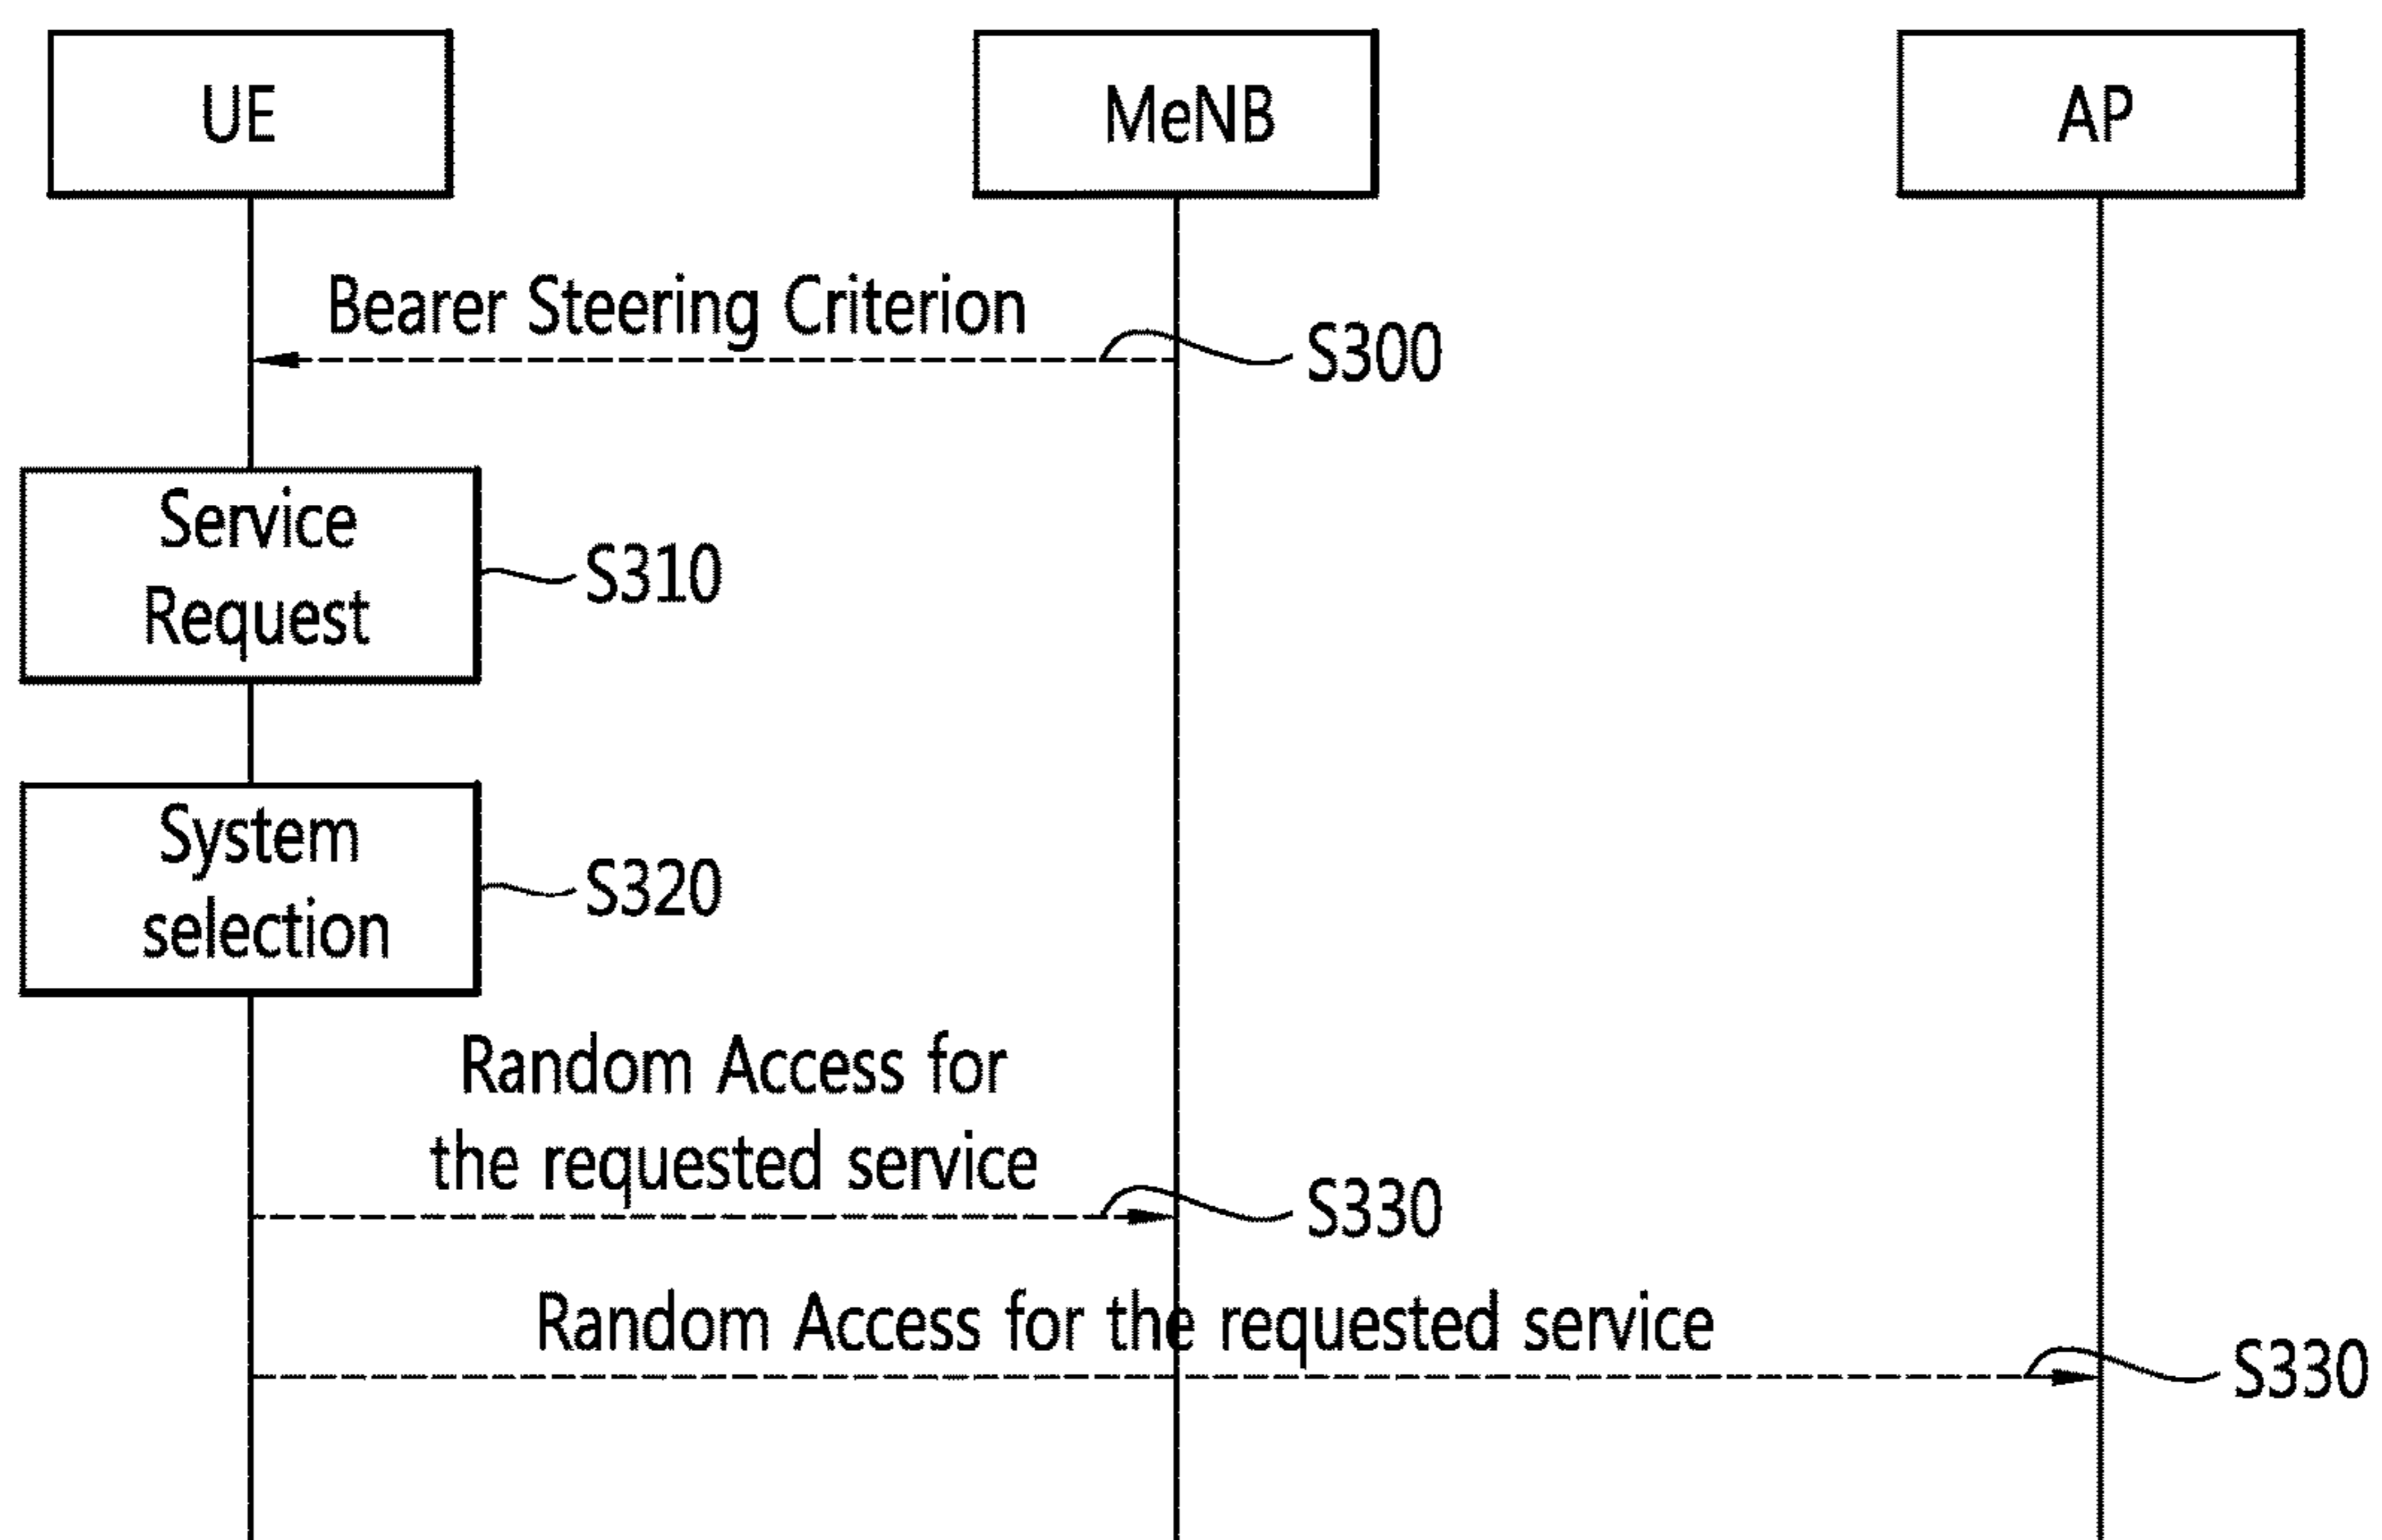 UE
MeNB
AP
Bearer Steering Criterion
S300
Service
Request
S310
System
selection
S320
Random Access for
the requested service
S330
Random Access for the requested service
S330